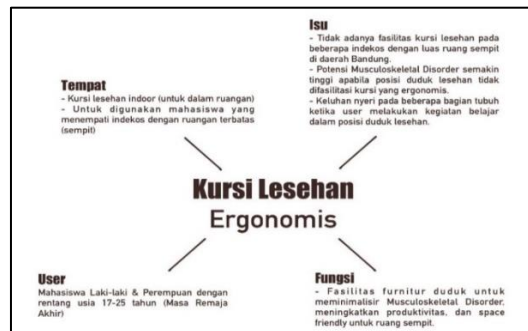 Isu
- Tidak adanya fasilitas kursi lesehan pada
beberapa indekos dengan luas ruang sempit
di daerah Bandung.
- Potensi Musculoskeletal Disorder semakin
tinggi apabila posisi duduk lesehan tidak
difasilitasi kursi yang ergonomis.
- Keluhan nyeri pada beberapa bagian tubuh
ketika user melakukan kegiatan belajar
dalam posisi duduk lesehan.
Tempat
- Kursi lesehan indoor (untuk dalam ruangan)
- Untuk digunakan mahasiswa yang
menempati indekos dengan ruangan terbatas
(sempit)
Kursi Lesehan
Ergonomis
User
Mahasiswa Laki-laki & Perempuan dengan
rentang usia 17-25 tahun (Masa Remaja
Akhir)
Fungsi
- Fasilitas furnitur duduk untuk
meminimalisir Musculoskeletal Disorder,
meningkatkan produktivitas, dan space
friendly untuk ruang sempit.